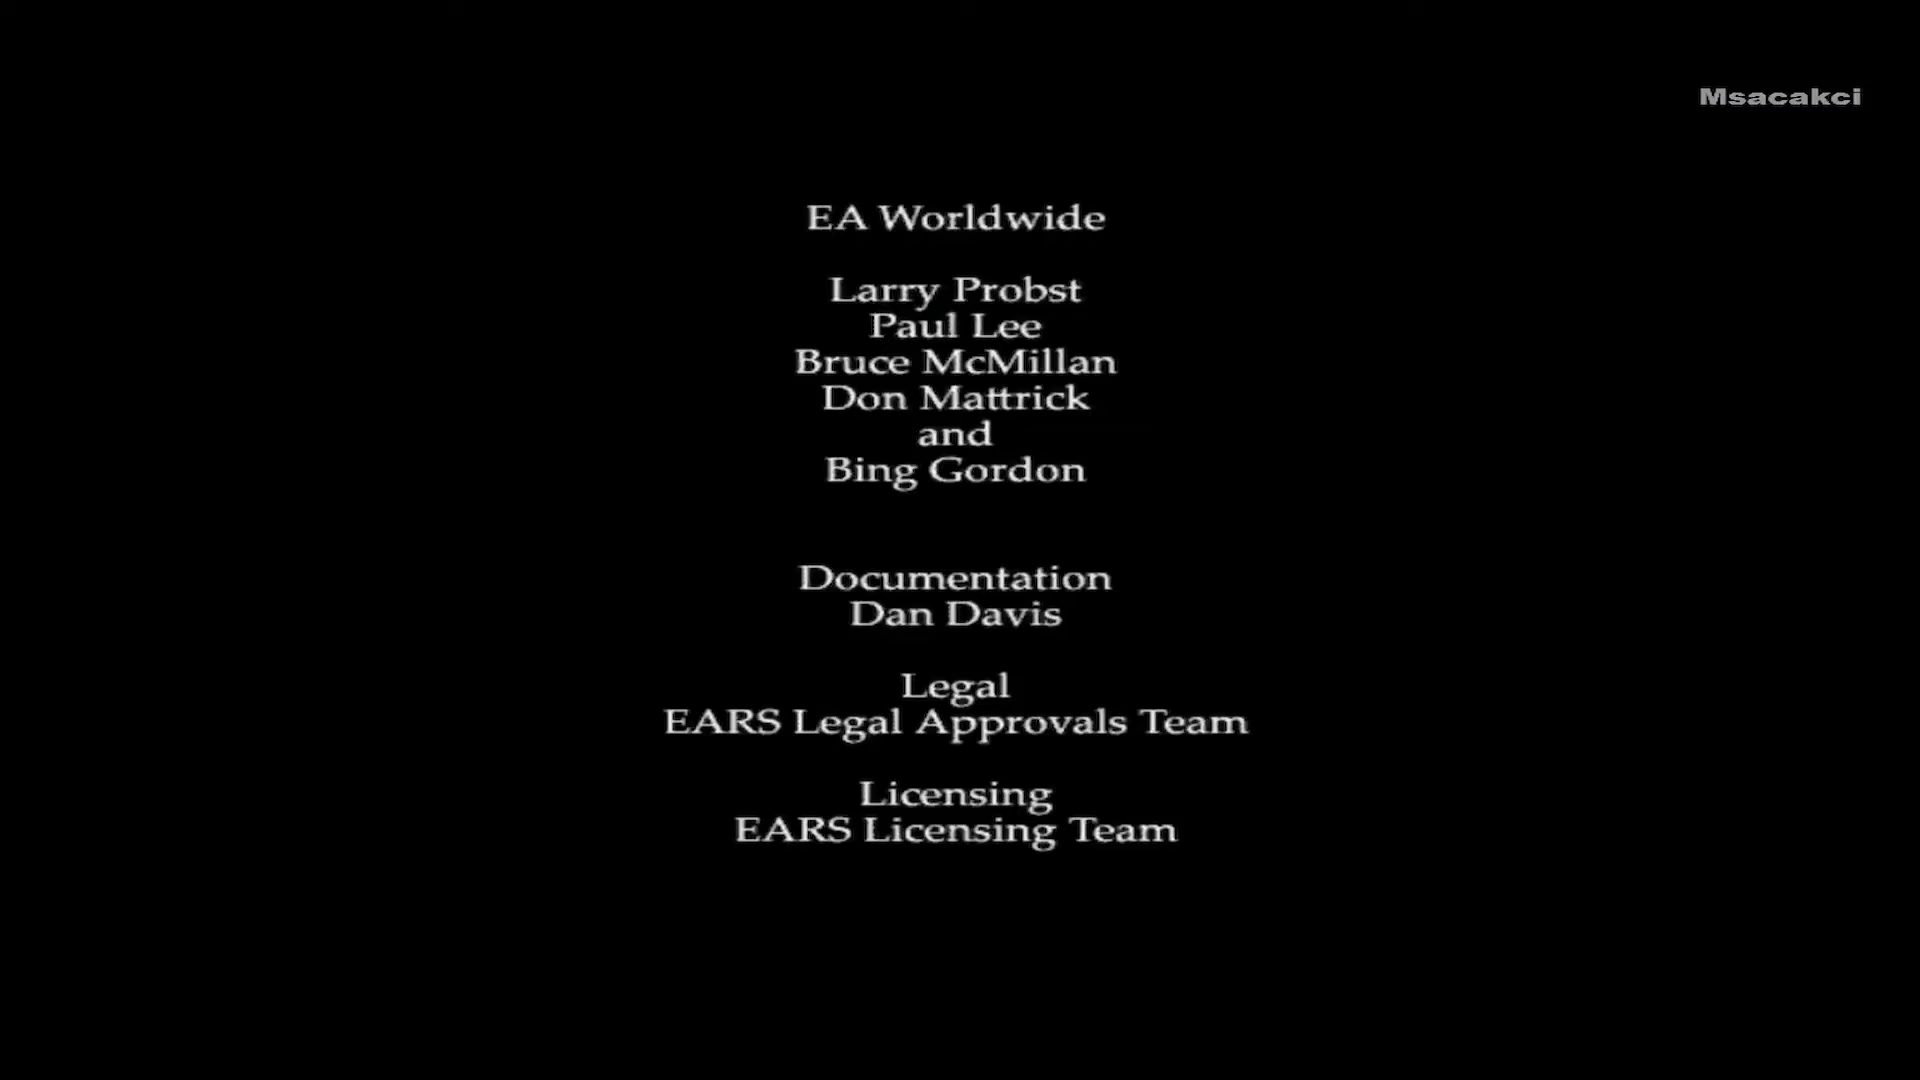 Msacakci
EA Worldwide
Larry Probst
Paul Lee
Bruce McMillan
Don Mattrick
and
Bing Gordon
Documentation
Dan Davis
Legal
EARS Legal Approvals Team
Licensing
EARS Licensing Team